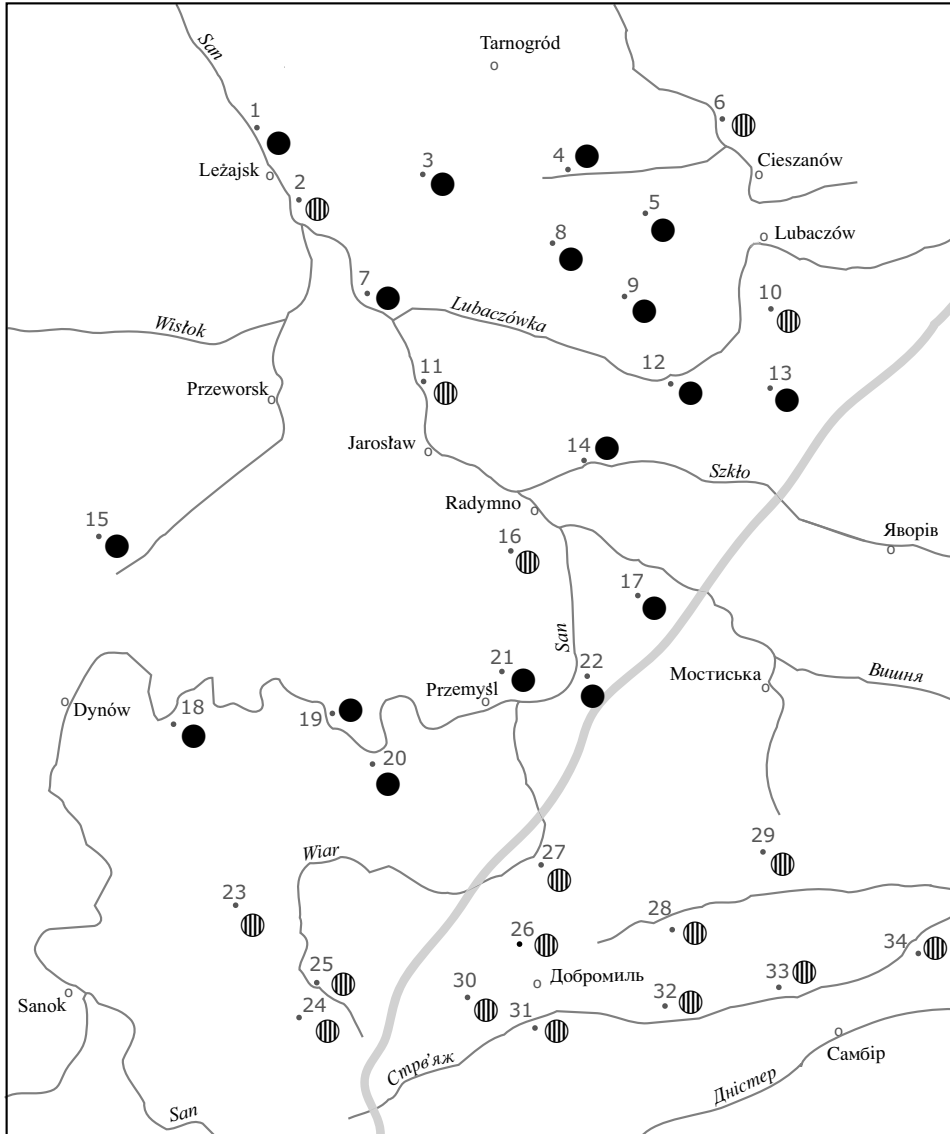 San
Tarnogród
1
6
Leżajsk
3
4
Cieszanów
2
5
8
Lubaczów
7
9
10
Wisłok
Lubaczówka
11
12
13
Przeworsk
14
Jarosław
Szkło
Radymno
15
16
Яворів
17
San
21
22
Przemyśl
Мостиська
Вишня
Dynów
18
19
20
Wiar
27
29
23
26
28
34
25
30
Добромиль
33
Sanok
24
31
32
Стрв’яж
Самбір
Дністер
San